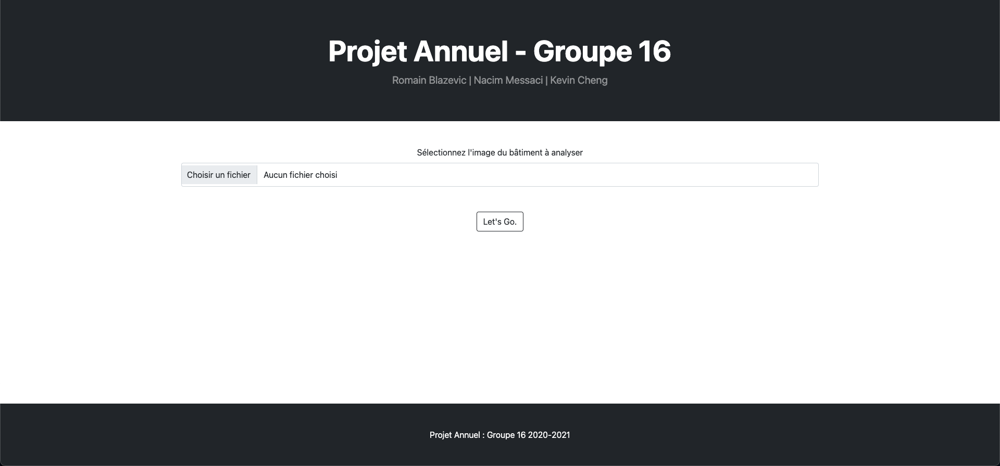 Projet Annuel - Groupe 16
Romain Blazevic | Nacim Messaci | Kevin Cheng
Sélectionnez l'image du bâtiment à analyser
Choisir un fichier Aucun fichier choisi
Let's Go.
Projet Annuel : Groupe 16 2020-2021